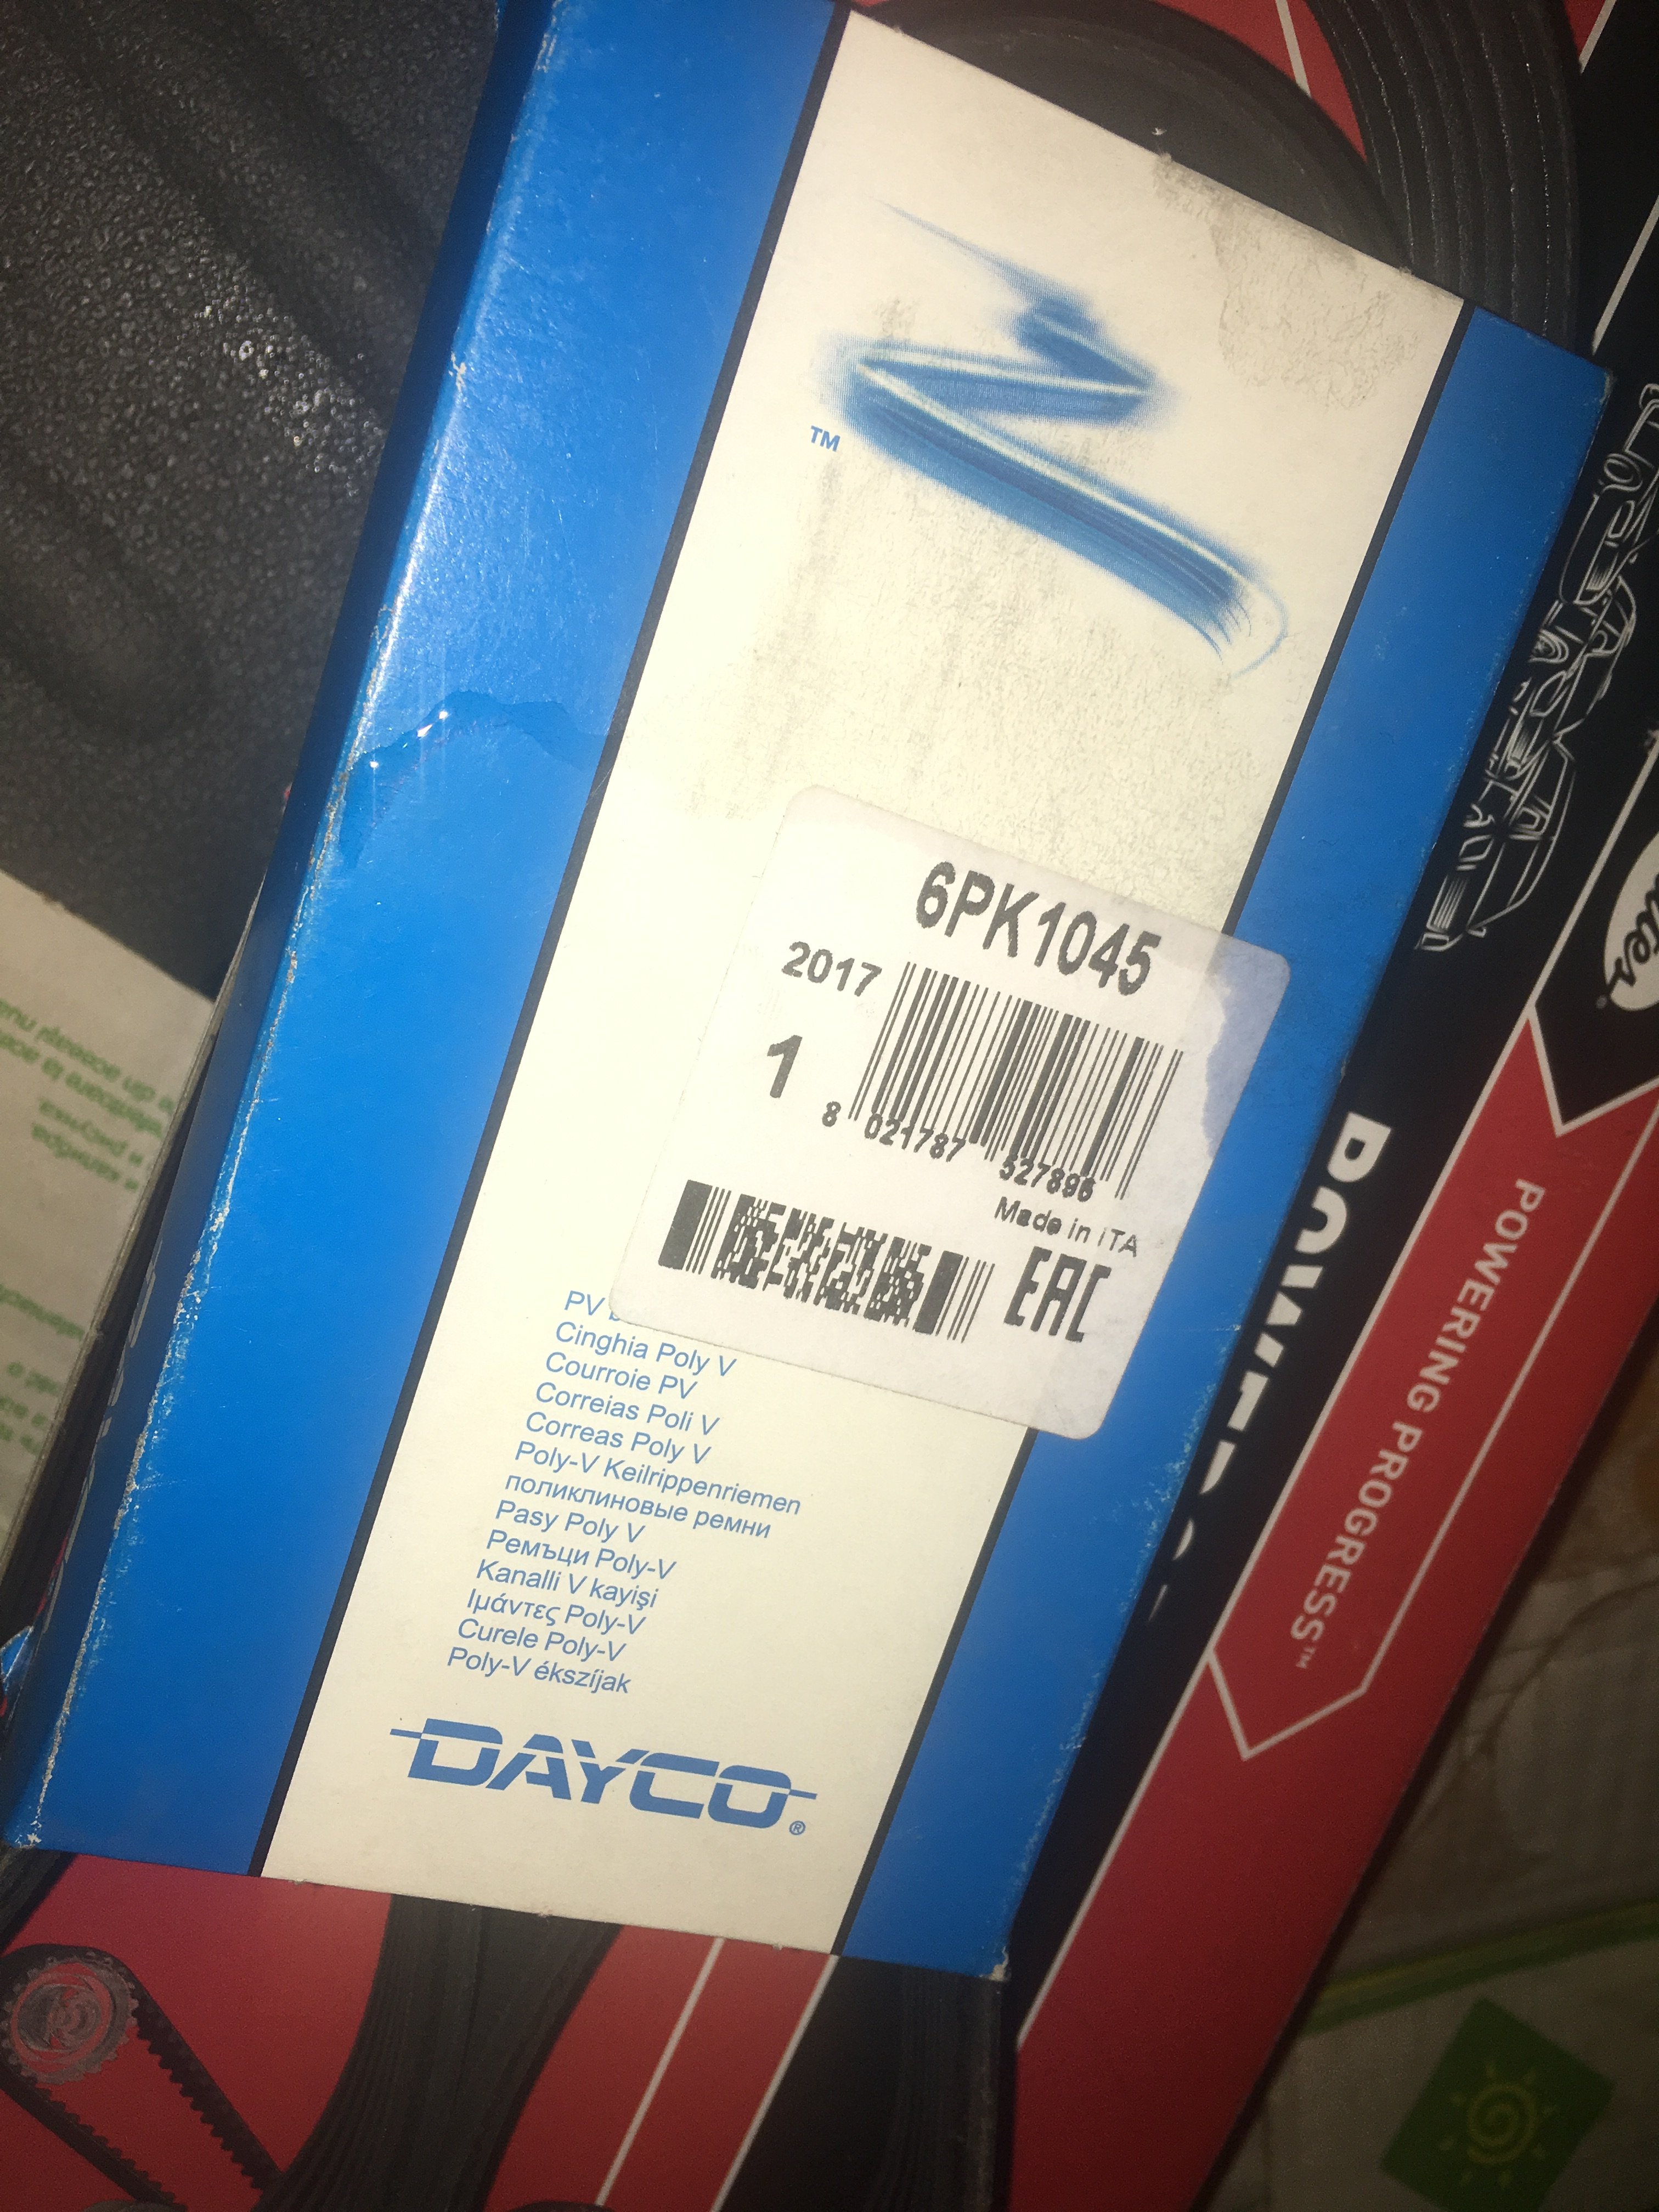 TM
6PK1045
2017
1
8 021787 527896
Made in ITA
EAC
PV
Cinghia Poly V
Courroie PV
Correias Poli V
Correas Poly V
Poly-V Keilrippenriemen
поликлиновые ремни
Pasy Poly V
Ремъци Poly-V
Kanalli V kayişi
Ιμάντες Poly-V
Curele Poly-V
Poly-V ékszíjak
DAYCO®
POWERING PROGRESS™